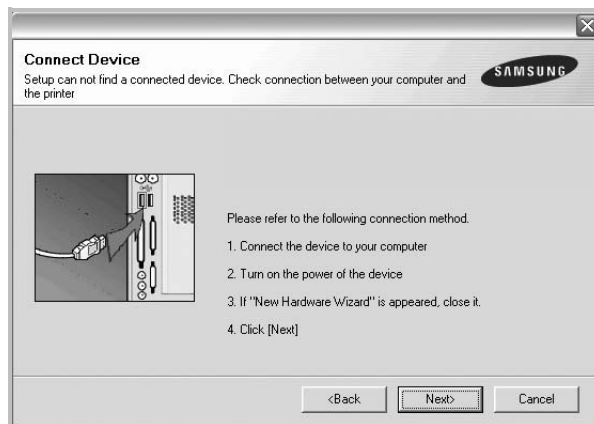 Connect Device
Setup can not find a connected device. Check connection between your computer and
the printer
SAMSUNG
Please refer to the following connection method.
1. Connect the device to your computer
2. Turn on the power of the device
3. If "New Hardware Wizard" is appeared, close it.
4. Click [Next]
<Back
Next>
Cancel